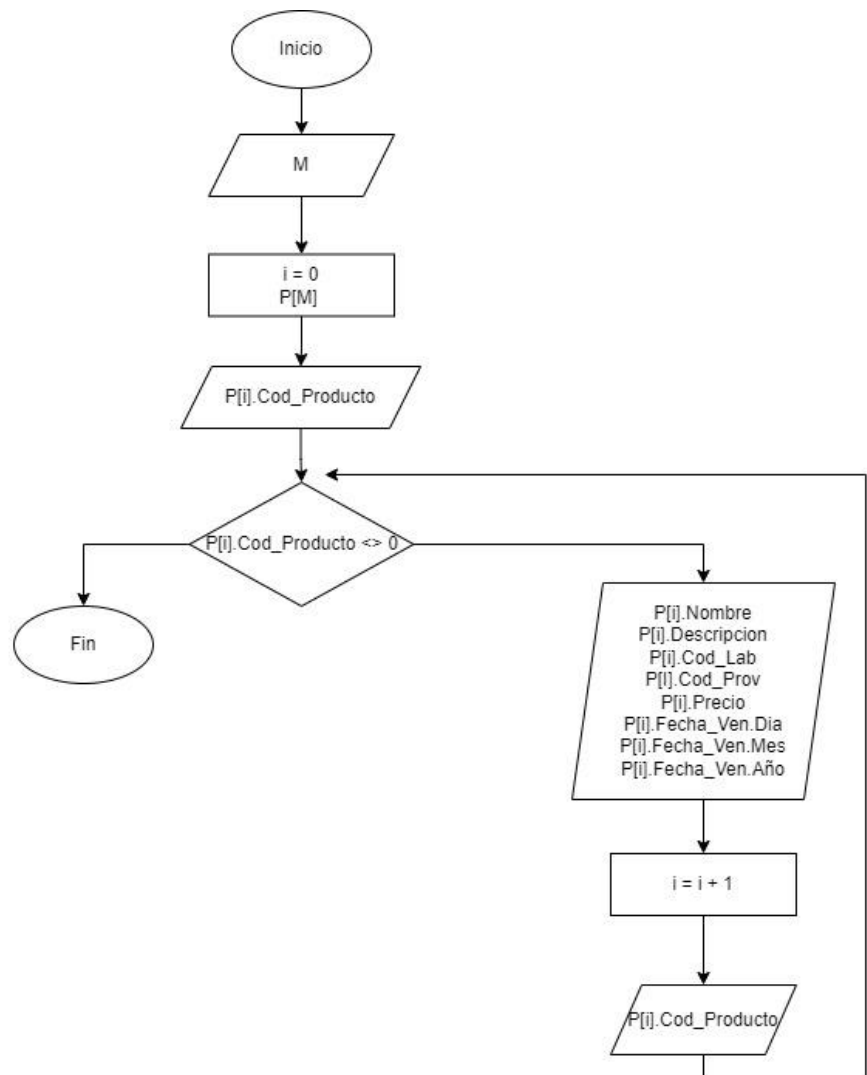 Inicio
M
i = 0
P[M]
P[i].Cod_Producto
P[i].Cod_Producto <> 0
Fin
P[i].Nombre
P[i].Descripcion
P[i].Cod_Lab
P[I].Cod_Prov
P[i].Precio
P[i].Fecha_Ven.Dia
P[i].Fecha_Ven.Mes
P[i].Fecha_Ven.Año
i = i + 1
P[i].Cod_Producto